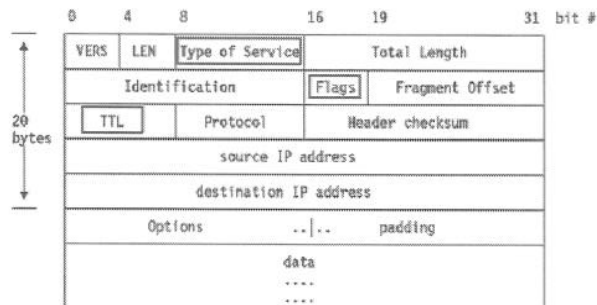 0 4 8 16 19 31 bit #
VERS LEN Type of Service Total Length
Identification Flags Fragment Offset
20 bytes
TTL Protocol Header checksum
source IP address
destination IP address
Options ..|.. padding
data
....
....